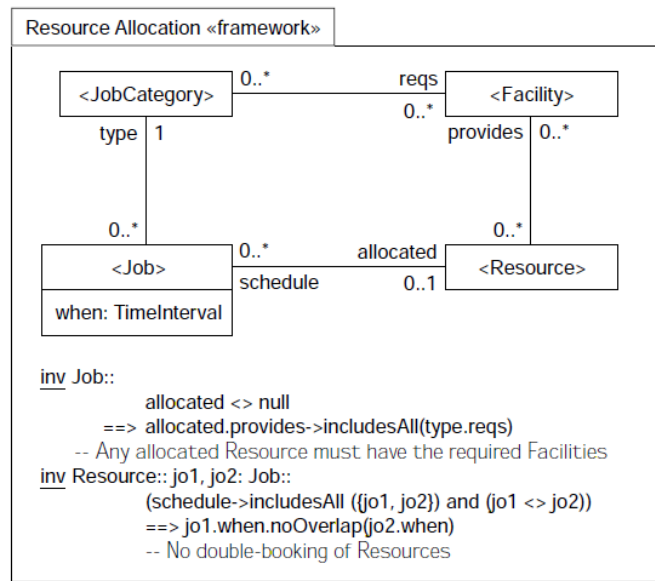 Resource Allocation «framework»
<JobCategory> 0..* reqs <Facility>
0..*
type 1 provides 0..*
0..* 0..*
<Job> 0..* allocated <Resource>
schedule 0..1
when: TimeInterval
inv Job::
allocated <> null
==> allocated.provides->includesAll(type.reqs)
-- Any allocated Resource must have the required Facilities
inv Resource:: jo1, jo2: Job::
(schedule->includesAll ({jo1, jo2}) and (jo1 <> jo2))
==> jo1.when.noOverlap(jo2.when)
-- No double-booking of Resources